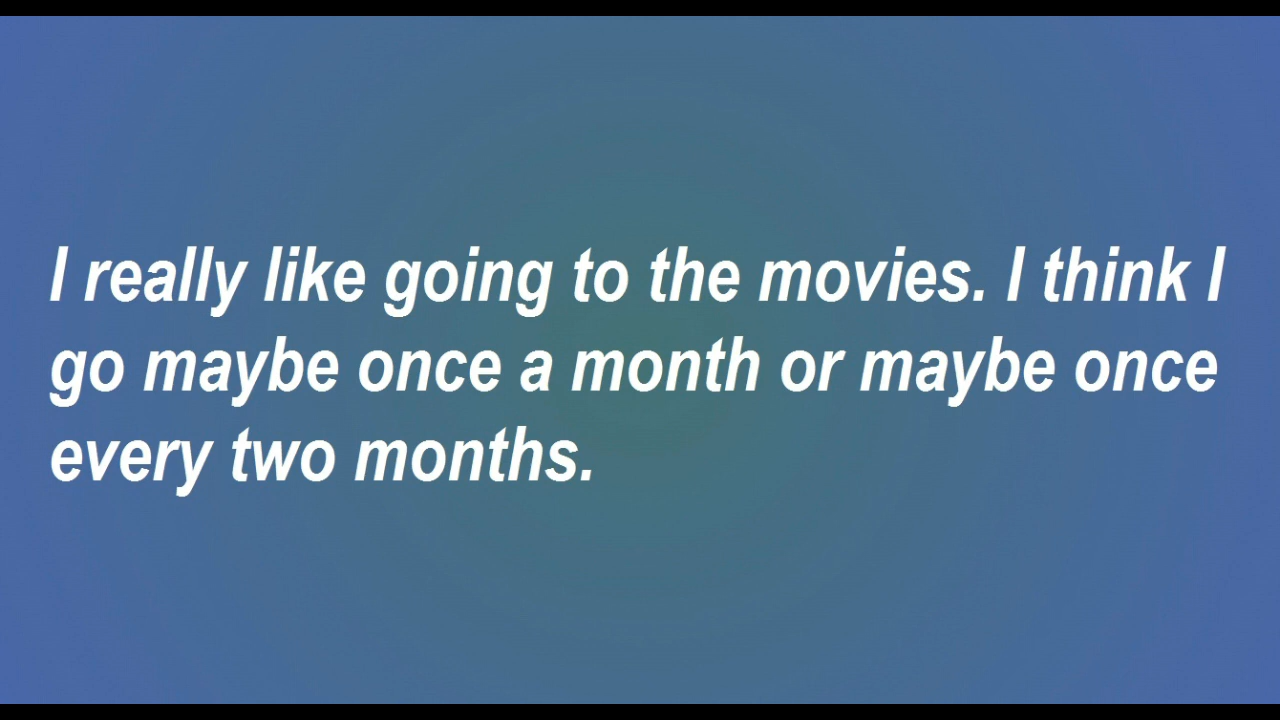 I really like going to the movies. I think I
go maybe once a month or maybe once
every two months.